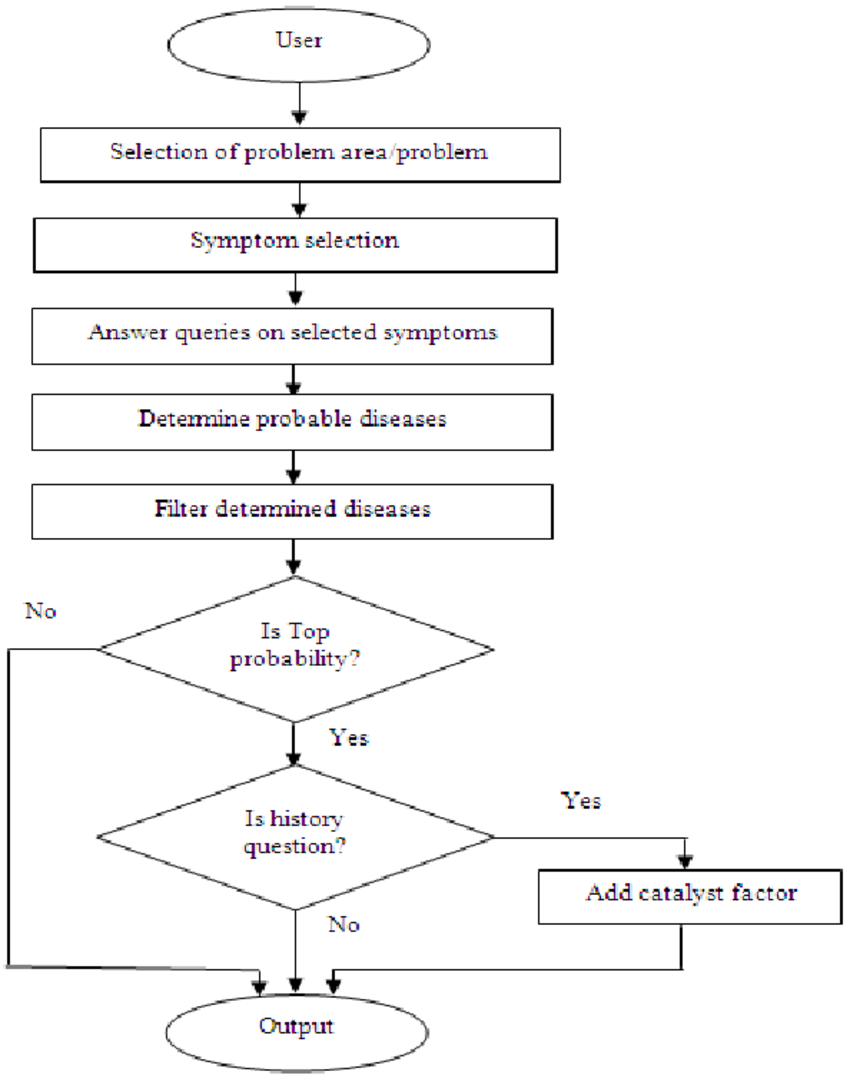 User
Selection of problem area/problem
Symptom selection
Answer queries on selected symptoms
Determine probable diseases
Filter determined diseases
No
Is Top
probability?
Yes
Is history
question?
Yes
Add catalyst factor
No
Output